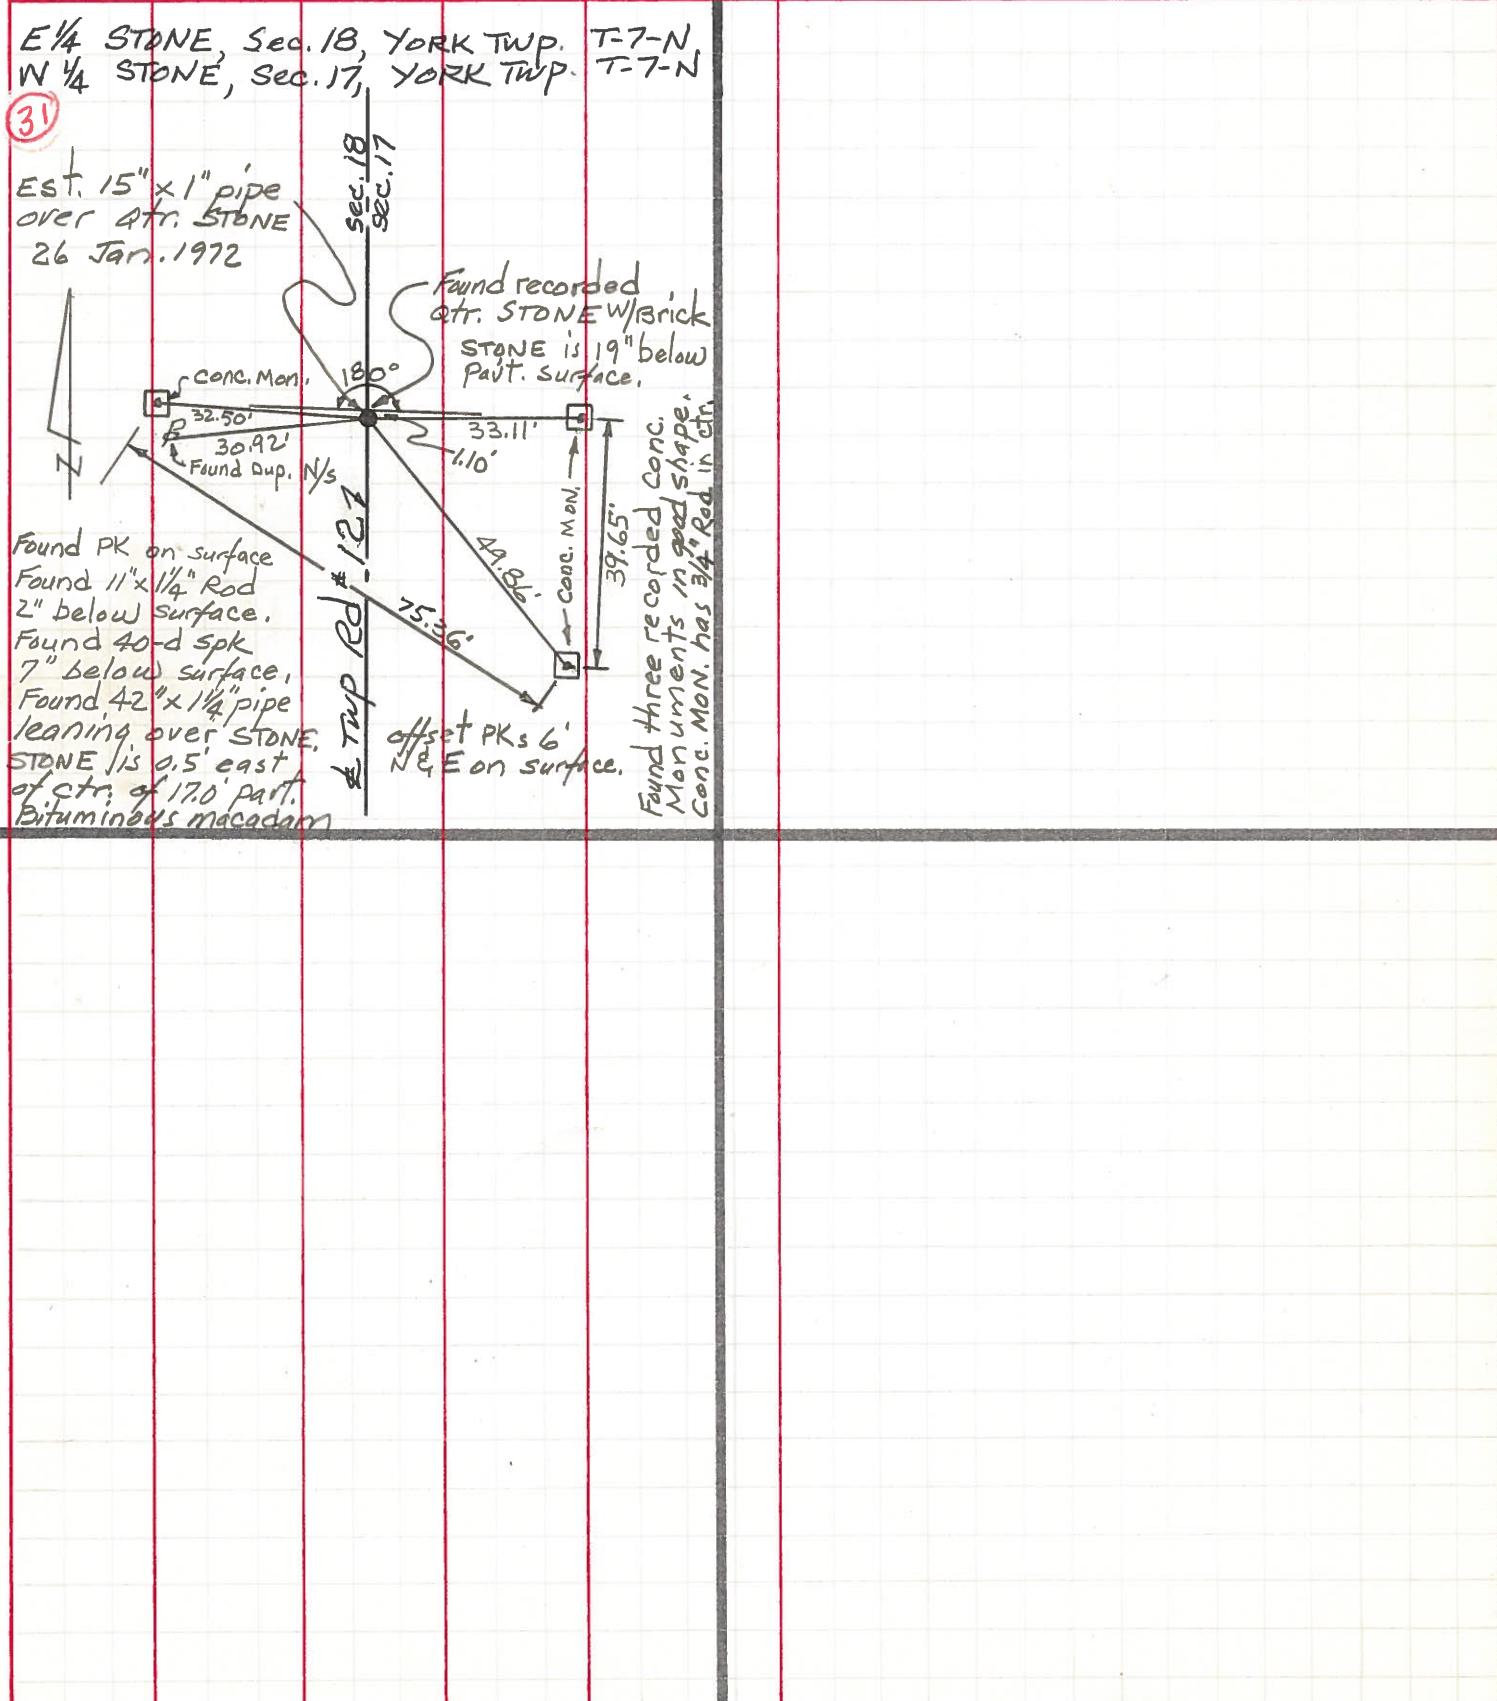 E 1/4 STONE, Sec. 18, YORK TWP. T-7-N,
W 1/4 STONE, Sec. 17, YORK TWP. T-7-N
31
Sec. 18
Sec. 17
Est. 15" x 1" pipe
over Qtr. STONE
26 Jan. 1972
Found recorded
Qtr. STONE W/Brick
STONE is 19" below
Pavt. Surface.
Conc. Mon.
180°
32.50'
33.11'
30.92'
1.10'
Found Dup. N/s
N
Conc. Mon.
39.65'
49.86'
75.36'
℄ Twp Rd # 127
Found PK on surface
Found 11" x 1 1/4" Rod
2" below surface.
Found 40-d spk
7" below surface,
Found 42" x 1 1/4" pipe
leaning over STONE,
STONE is 0.5' east
of ctr. of 17.0' part.
Bituminous macadam
offset PKs 6'
N & E on surface.
Found three recorded Conc.
Monuments in good shape.
Conc. Mon. has 3/4" Rod in ctr.